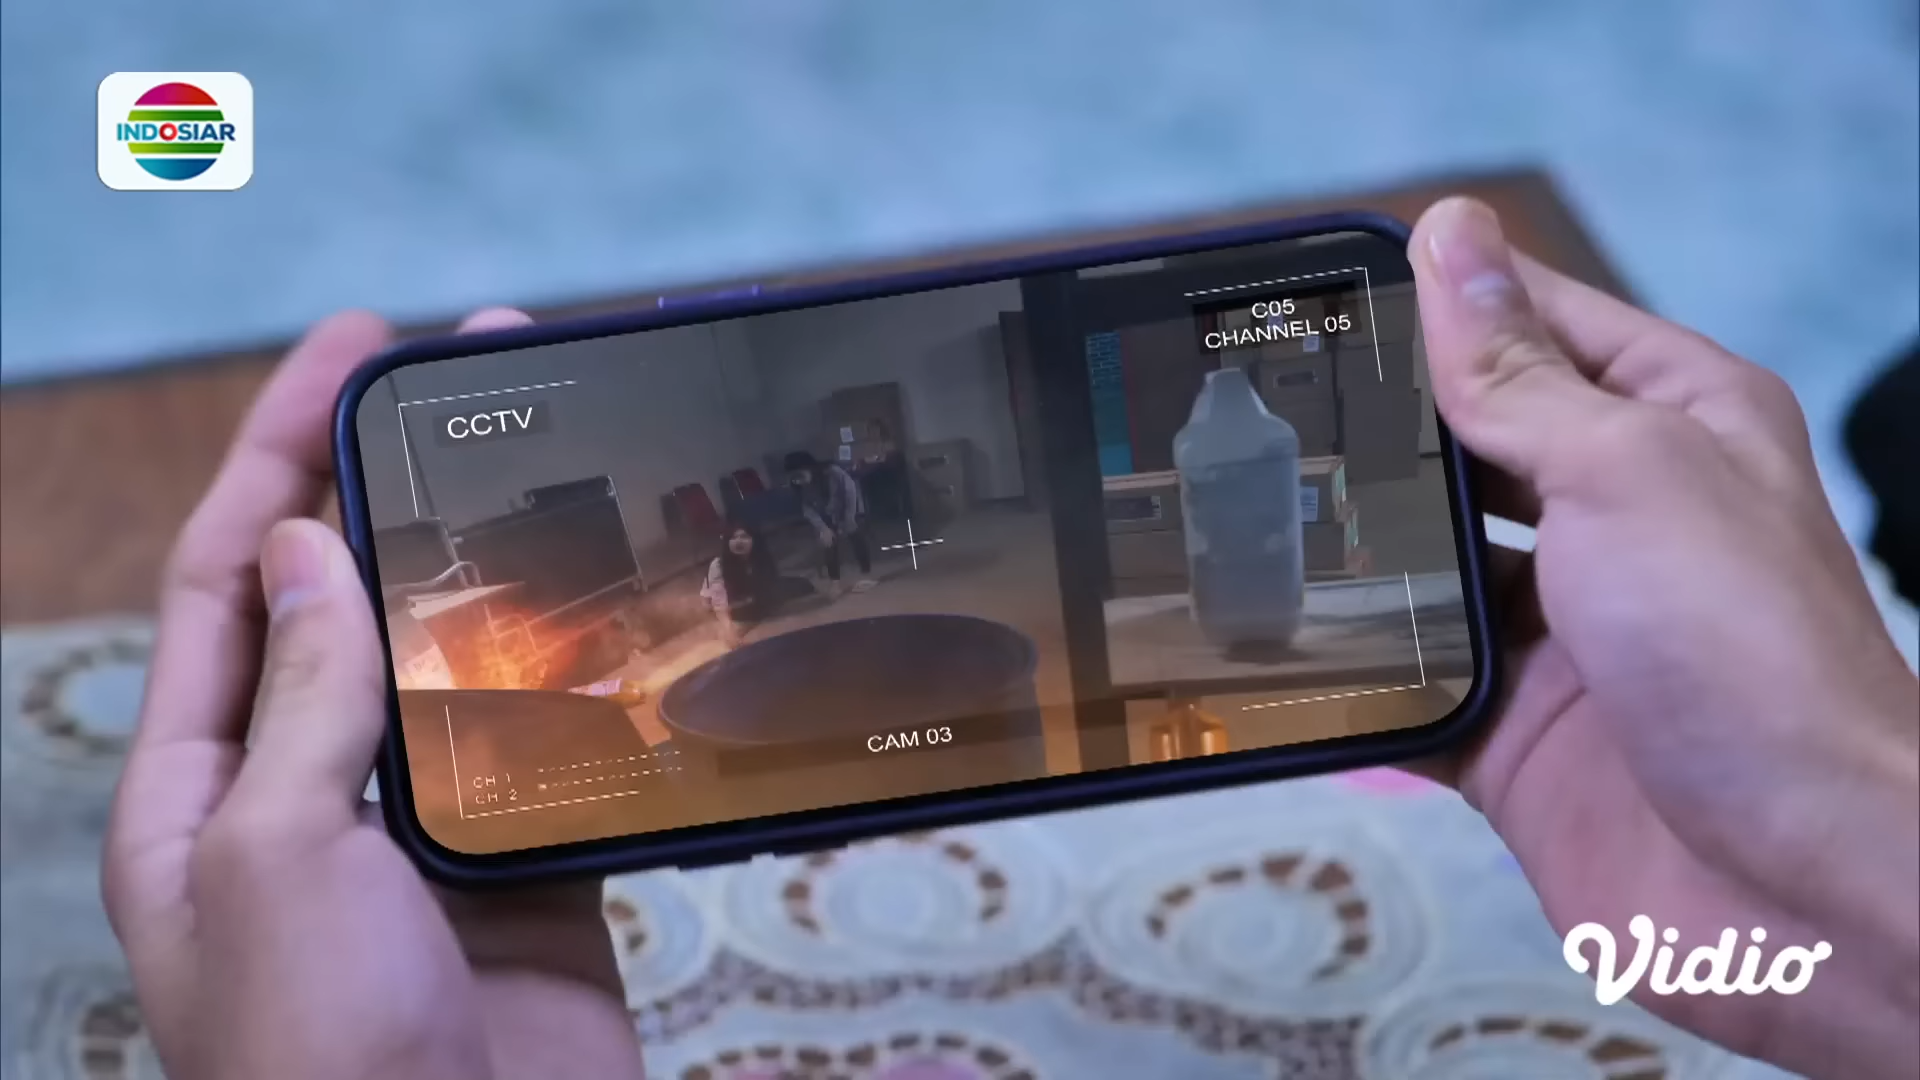 INDOSIAR
C05
CHANNEL 05
CCTV
CAM 03
CH 1
CH 2
Vidio